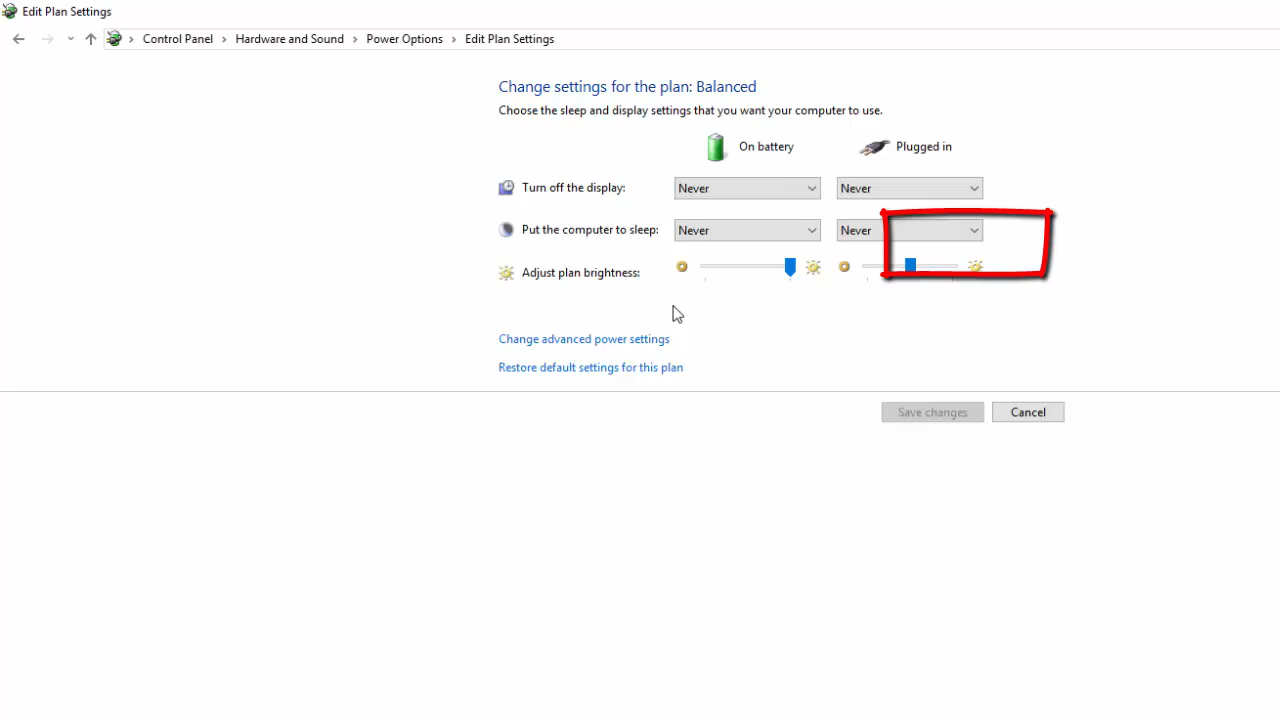 Edit Plan Settings
Control Panel > Hardware and Sound > Power Options > Edit Plan Settings
Change settings for the plan: Balanced
Choose the sleep and display settings that you want your computer to use.
On battery Plugged in
Turn off the display: Never Never
Put the computer to sleep: Never Never
Adjust plan brightness:
Change advanced power settings
Restore default settings for this plan
Save changes Cancel